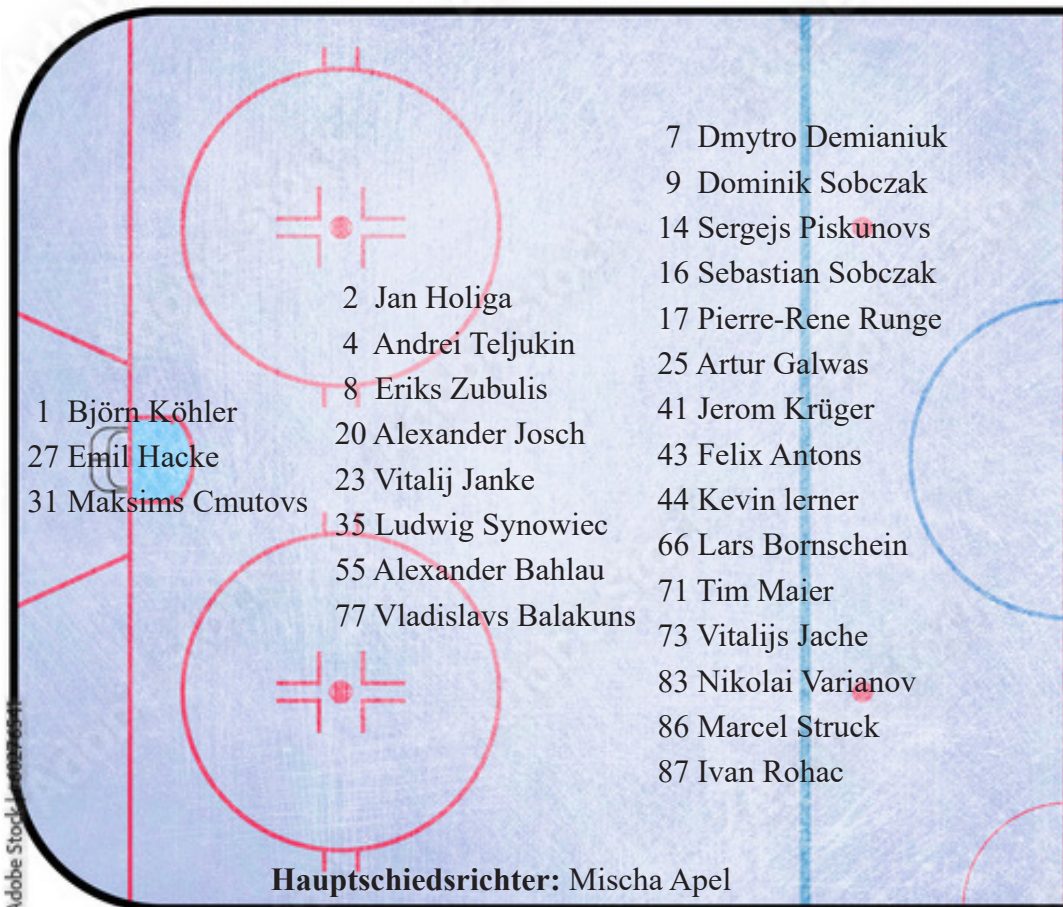 1 Björn Köhler
27 Emil Hacke
31 Maksims Cmutovs
2 Jan Holiga
4 Andrei Teljukin
8 Eriks Zubulis
20 Alexander Josch
23 Vitalij Janke
35 Ludwig Synowiec
55 Alexander Bahlau
77 Vladislavs Balakuns
7 Dmytro Demianiuk
9 Dominik Sobczak
14 Sergejs Piskunovs
16 Sebastian Sobczak
17 Pierre-Rene Runge
25 Artur Galwas
41 Jerom Krüger
43 Felix Antons
44 Kevin lerner
66 Lars Bornschein
71 Tim Maier
73 Vitalijs Jache
83 Nikolai Varianov
86 Marcel Struck
87 Ivan Rohac
Hauptschiedsrichter: Mischa Apel
Adobe Stock